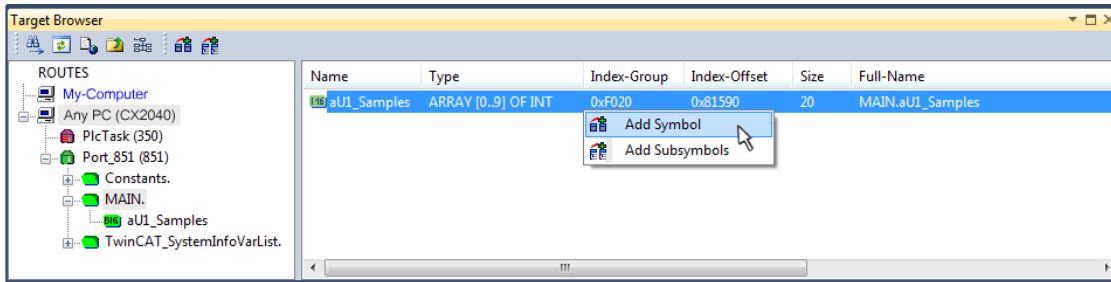 Target Browser
ROUTES
My-Computer
Any PC (CX2040)
PlcTask (350)
Port_851 (851)
Constants.
MAIN.
BIG aU1_Samples
TwinCAT_SystemInfoVarList.
Name Type Index-Group Index-Offset Size Full-Name
I16 aU1_Samples ARRAY [0..9] OF INT 0xF020 0x81590 20 MAIN.aU1_Samples
Add Symbol
Add Subsymbols